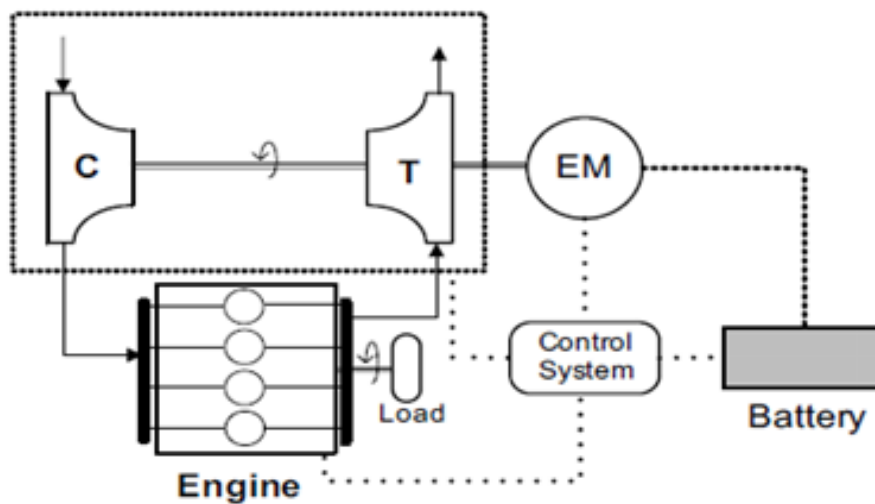 C
T
EM
Control
System
Load
Battery
Engine